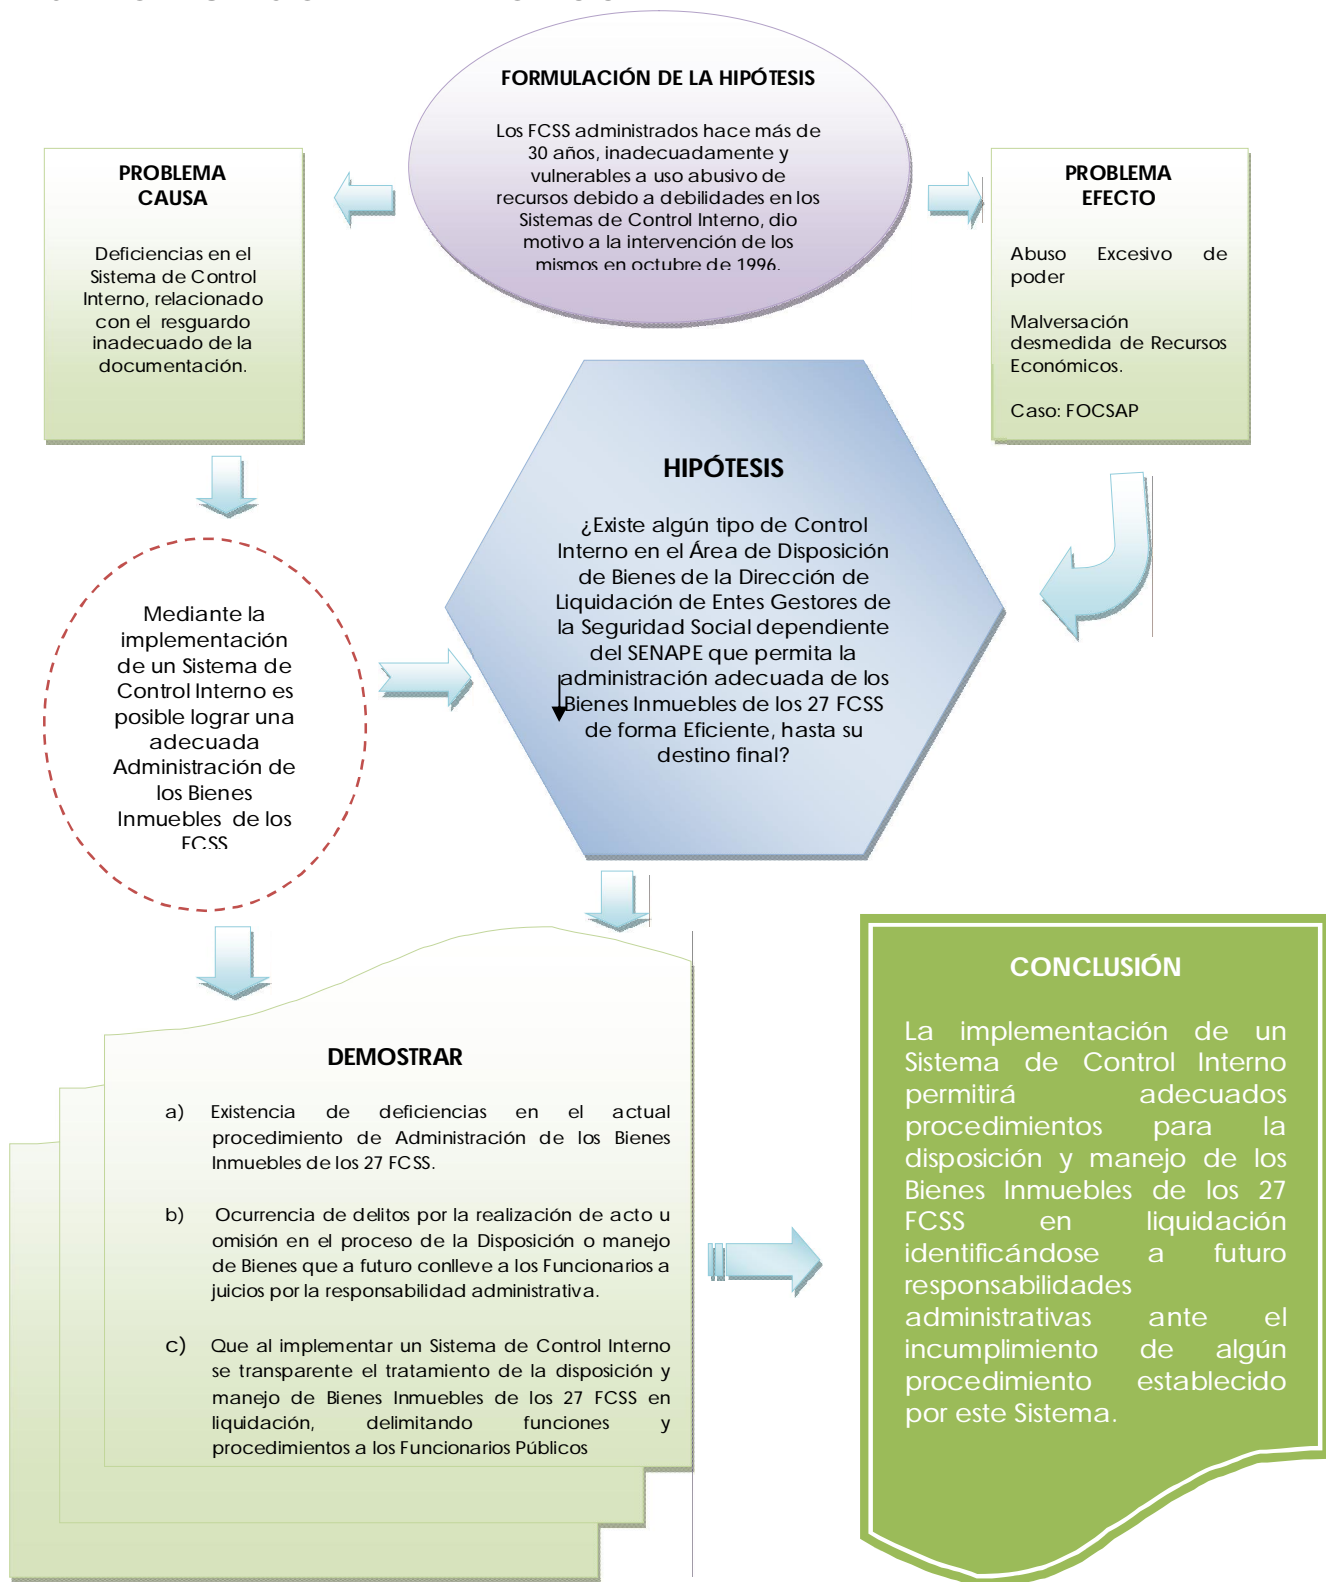 FORMULACIÓN DE LA HIPÓTESIS
Los FCSS administrados hace más de
30 años, inadecuadamente y
vulnerables a uso abusivo de
recursos debido a debilidades en los
Sistemas de Control Interno, dio
motivo a la intervención de los
mismos en octubre de 1996.
PROBLEMA
CAUSA
Deficiencias en el
Sistema de Control
Interno, relacionado
con el resguardo
inadecuado de la
documentación.
PROBLEMA
EFECTO
Abuso Excesivo de
poder
Malversación
desmedida de Recursos
Económicos.
Caso: FOCSAP
HIPÓTESIS
¿Existe algún tipo de Control
Interno en el Área de Disposición
de Bienes de la Dirección de
Liquidación de Entes Gestores de
la Seguridad Social dependiente
del SENAPE que permita la
administración adecuada de los
Bienes Inmuebles de los 27 FCSS
de forma Eficiente, hasta su
destino final?
Mediante la
implementación
de un Sistema de
Control Interno es
posible lograr una
adecuada
Administración de
los Bienes
Inmuebles de los
FCSS
DEMOSTRAR
a) Existencia de deficiencias en el actual
procedimiento de Administración de los Bienes
Inmuebles de los 27 FCSS.
b) Ocurrencia de delitos por la realización de acto u
omisión en el proceso de la Disposición o manejo
de Bienes que a futuro conlleve a los Funcionarios a
juicios por la responsabilidad administrativa.
c) Que al implementar un Sistema de Control Interno
se transparente el tratamiento de la disposición y
manejo de Bienes Inmuebles de los 27 FCSS en
liquidación, delimitando funciones y
procedimientos a los Funcionarios Públicos
CONCLUSIÓN
La implementación de un
Sistema de Control Interno
permitirá adecuados
procedimientos para la
disposición y manejo de los
Bienes Inmuebles de los 27
FCSS en liquidación
identificándose a futuro
responsabilidades
administrativas ante el
incumplimiento de algún
procedimiento establecido
por este Sistema.